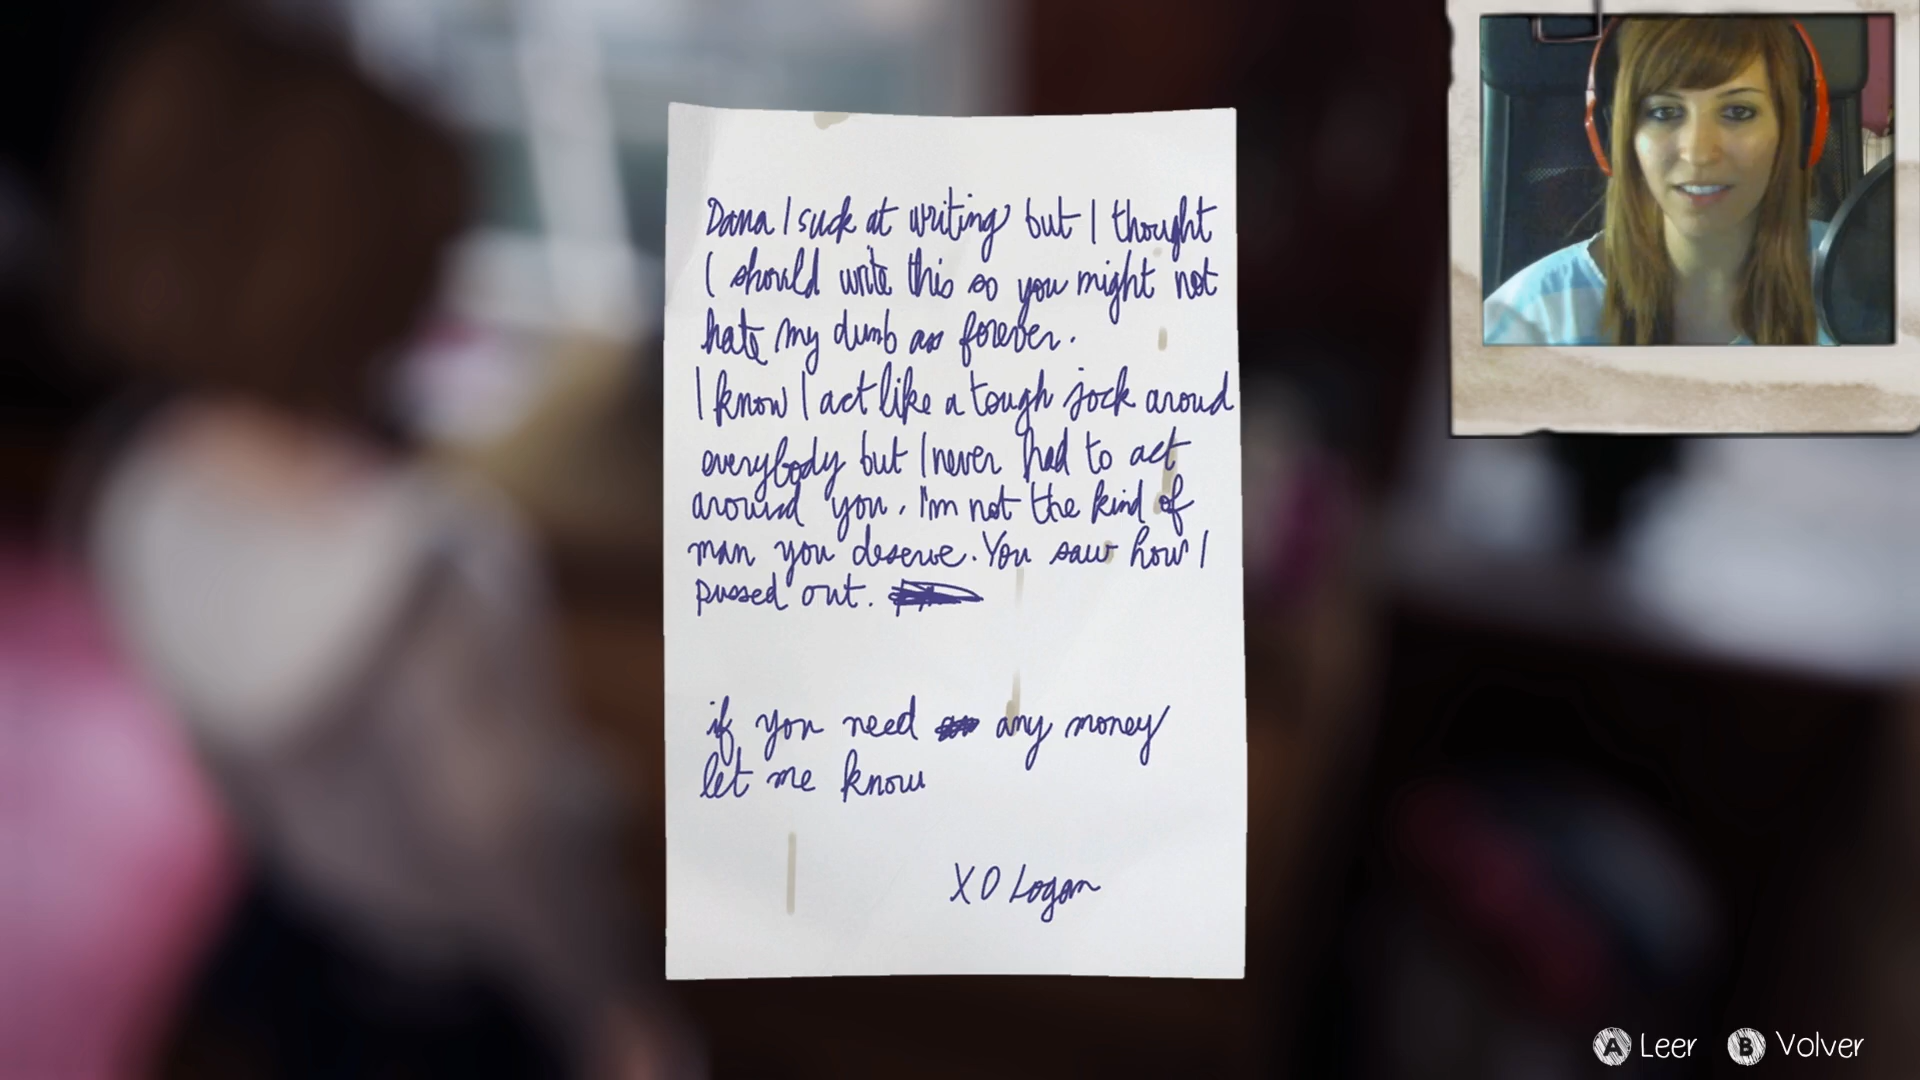 Dana I suck at writing but I thought
I should write this so you might not
hate my dumb ass forever.
I know I act like a tough jock aroud
everybody but I never had to act
around you. I'm not the kind of
man you deserve. You saw how I
pussed out.
if you need any money
let me know
XO Logan
A Leer B Volver